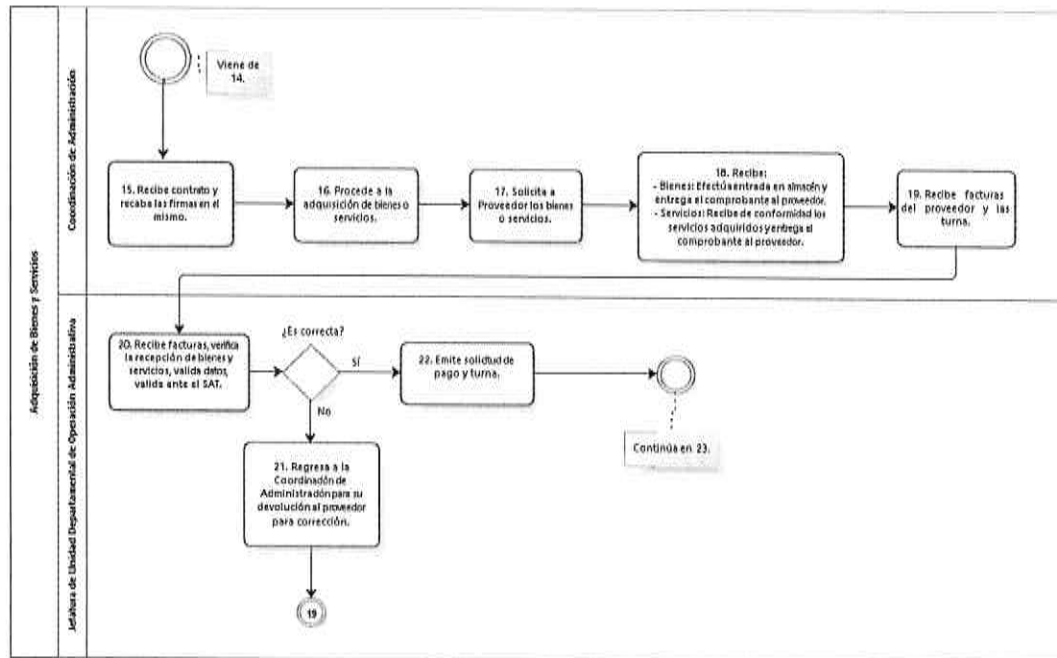 Adquisición de Bienes y Servicios
Coordinación de Administración
Viene de
14.
15. Recibe contrato y
recaba las firmas en el
mismo.
16. Procede a la
adquisición de bienes o
servicios.
17. Solicita a
Proveedor los bienes
o servicios.
18. Recibe:
- Bienes: Efectúa entrada en almacén y
entrega el comprobante al proveedor.
- Servicios: Recibe de conformidad los
servicios adquiridos y entrega el
comprobante al proveedor.
19. Recibe facturas
del proveedor y las
turna.
Jefatura de Unidad Departamental de Operación Administrativa
20. Recibe facturas, verifica
la recepción de bienes y
servicios, valida datos,
valida ante el SAT.
¿Es correcta?
Sí
No
22. Emite solicitud de
pago y turna.
Continúa en 23.
21. Regresa a la
Coordinación de
Administración para su
devolución al proveedor
para corrección.
19